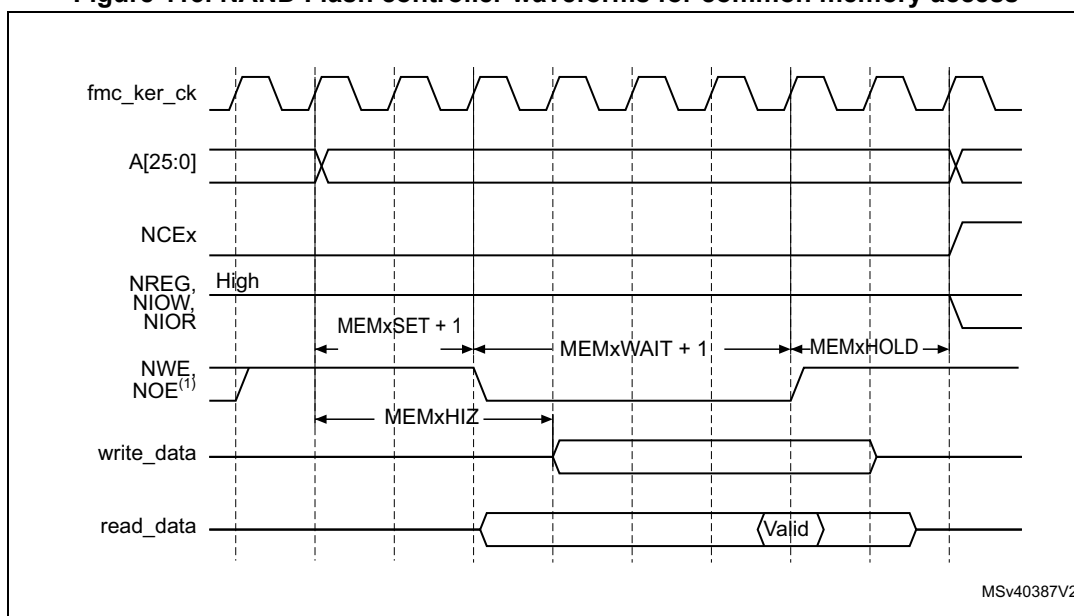 Figure 116. NAND Flash controller waveforms for common memory access
fmc_ker_ck
A[25:0]
NCEx
NREG, High
NIOW,
NIOR
MEMxSET + 1
MEMxWAIT + 1
MEMxHOLD
NWE,
NOE(1)
MEMxHIZ
write_data
read_data
Valid
MSv40387V2